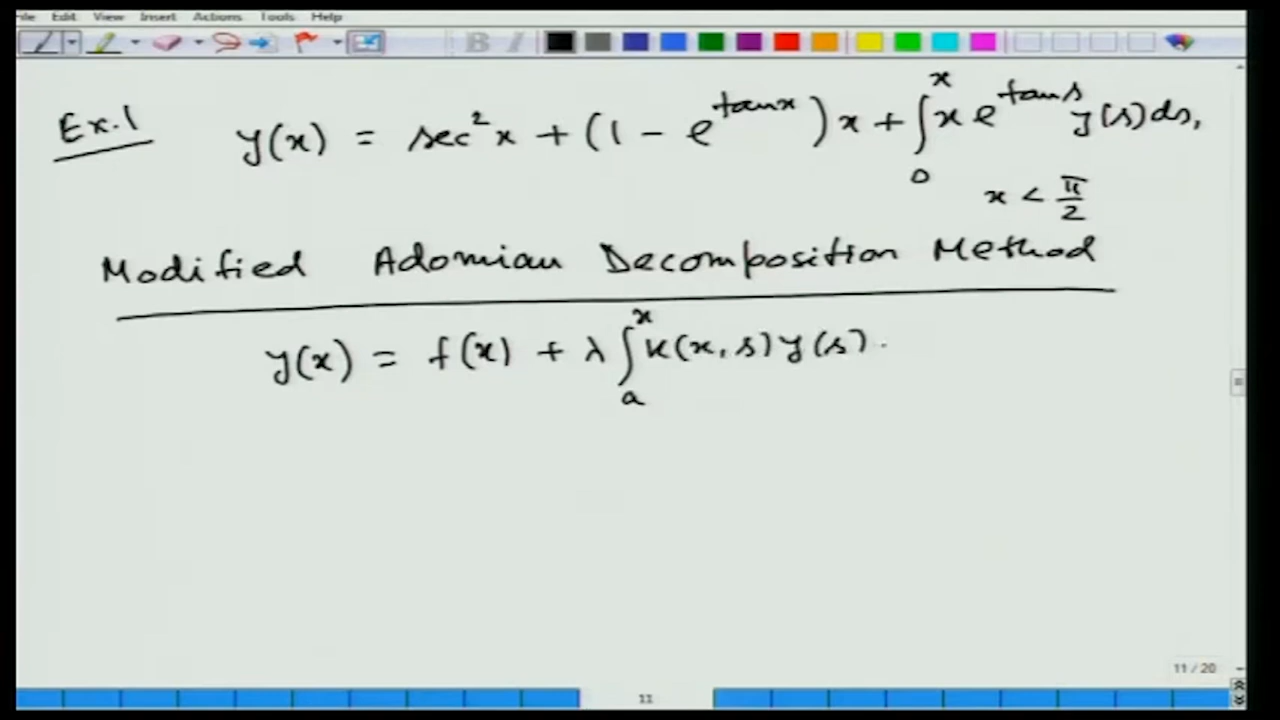 File Edit View Insert Actions Tools Help
B I
Ex.1 y(x) = sec²x + (1 - e^{tanx})x + ∫₀ˣ x e^{tan s} y(s) ds,
x < π/2
Modified Adomian Decomposition Method
y(x) = f(x) + λ ∫ₐˣ K(x, s) y(s).
11 / 20
11